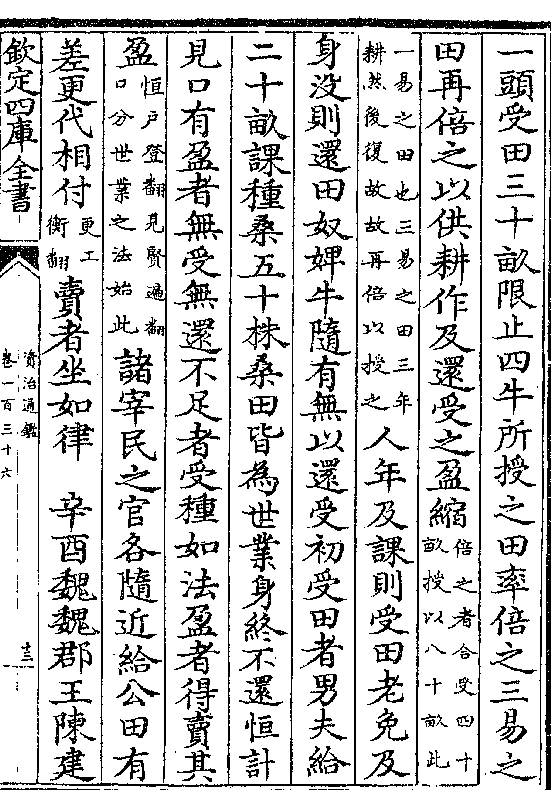 一頭受田三十畝限止四牛所授之田率倍之三易之
田再倍之以供耕作及還受之盈縮倍之者合受四十畝授以八十畝此
一易之田也三易之田三年耕然後復故故再倍以授之人年及課則受田老免及
身没則還田奴婢牛隨有無以還受初受田者男夫給
二十畝課種桑五十株桑田皆為世業身終不還恒計
見口有盈者無受無還不足者受種如法盈者得賣其
盈恒戶登翻見賢遍翻口分世業之法始此諸宰民之官各隨近給公田有
差更代相付更工衡翻賣者坐如律 辛酉魏魏郡王陳建
欽定四庫全書
資治通鑑
卷一百三十六
十三